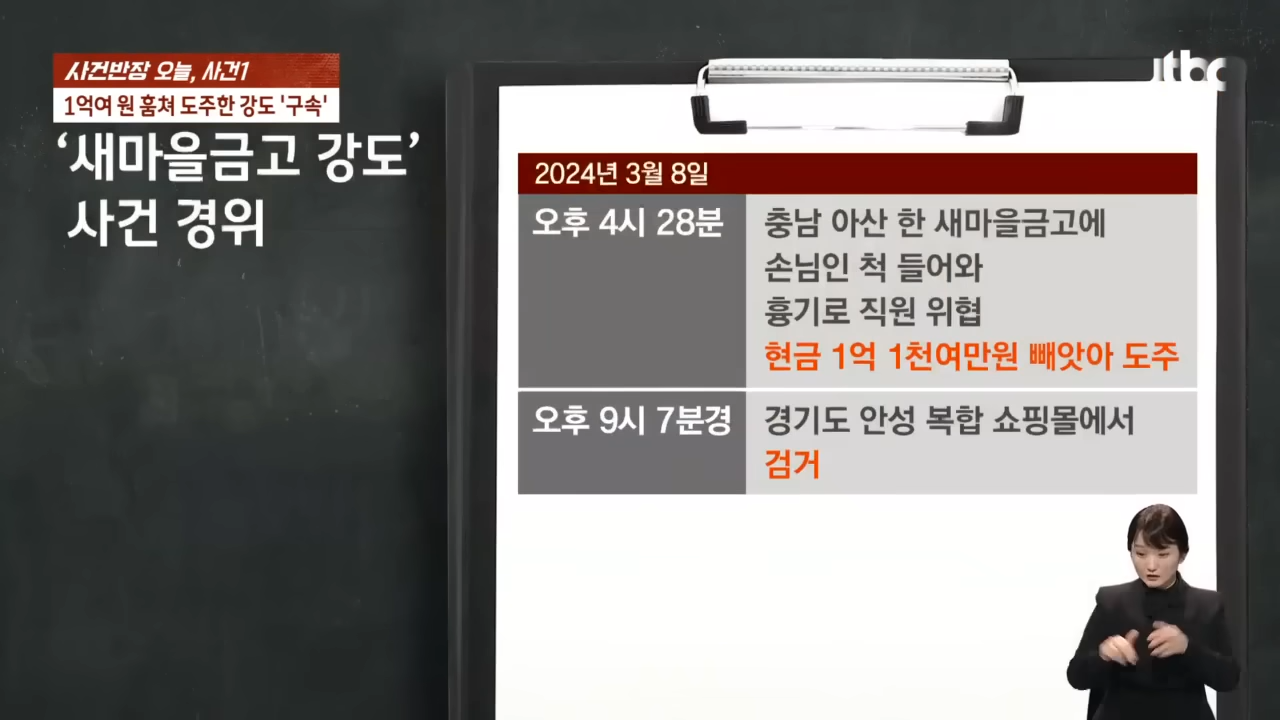 사건반장 오늘, 사건1
1억여 원 훔쳐 도주한 강도 '구속'
‘새마을금고 강도’
사건 경위
jtbc
2024년 3월 8일
오후 4시 28분
충남 아산 한 새마을금고에
손님인 척 들어와
흉기로 직원 위협
현금 1억 1천여만원 빼앗아 도주
오후 9시 7분경
경기도 안성 복합 쇼핑몰에서
검거